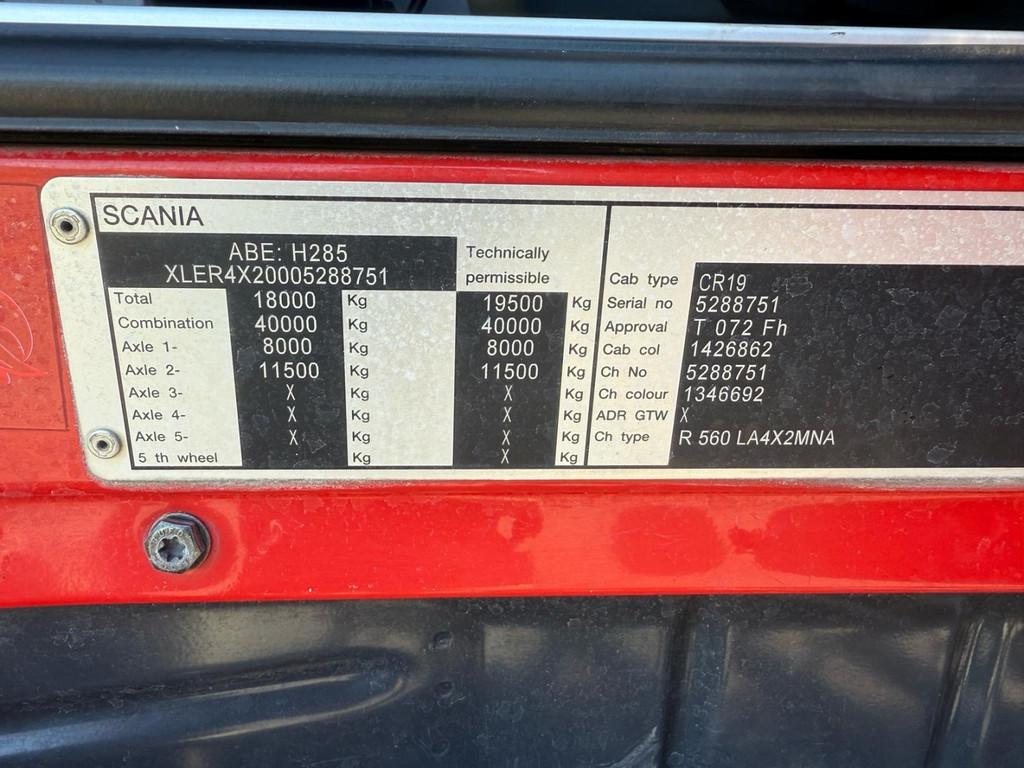 SCANIA
ABE: H285
XLER4X20005288751
Technically
permissible
Total 18000 Kg 19500 Kg
Combination 40000 Kg 40000 Kg
Axle 1- 8000 Kg 8000 Kg
Axle 2- 11500 Kg 11500 Kg
Axle 3- X Kg X Kg
Axle 4- X Kg X Kg
Axle 5- X Kg X Kg
5 th wheel Kg X Kg
Cab type CR19
Serial no 5288751
Approval T 072 Fh
Cab col 1426862
Ch No 5288751
Ch colour 1346692
ADR GTW X
Ch type R 560 LA4X2MNA